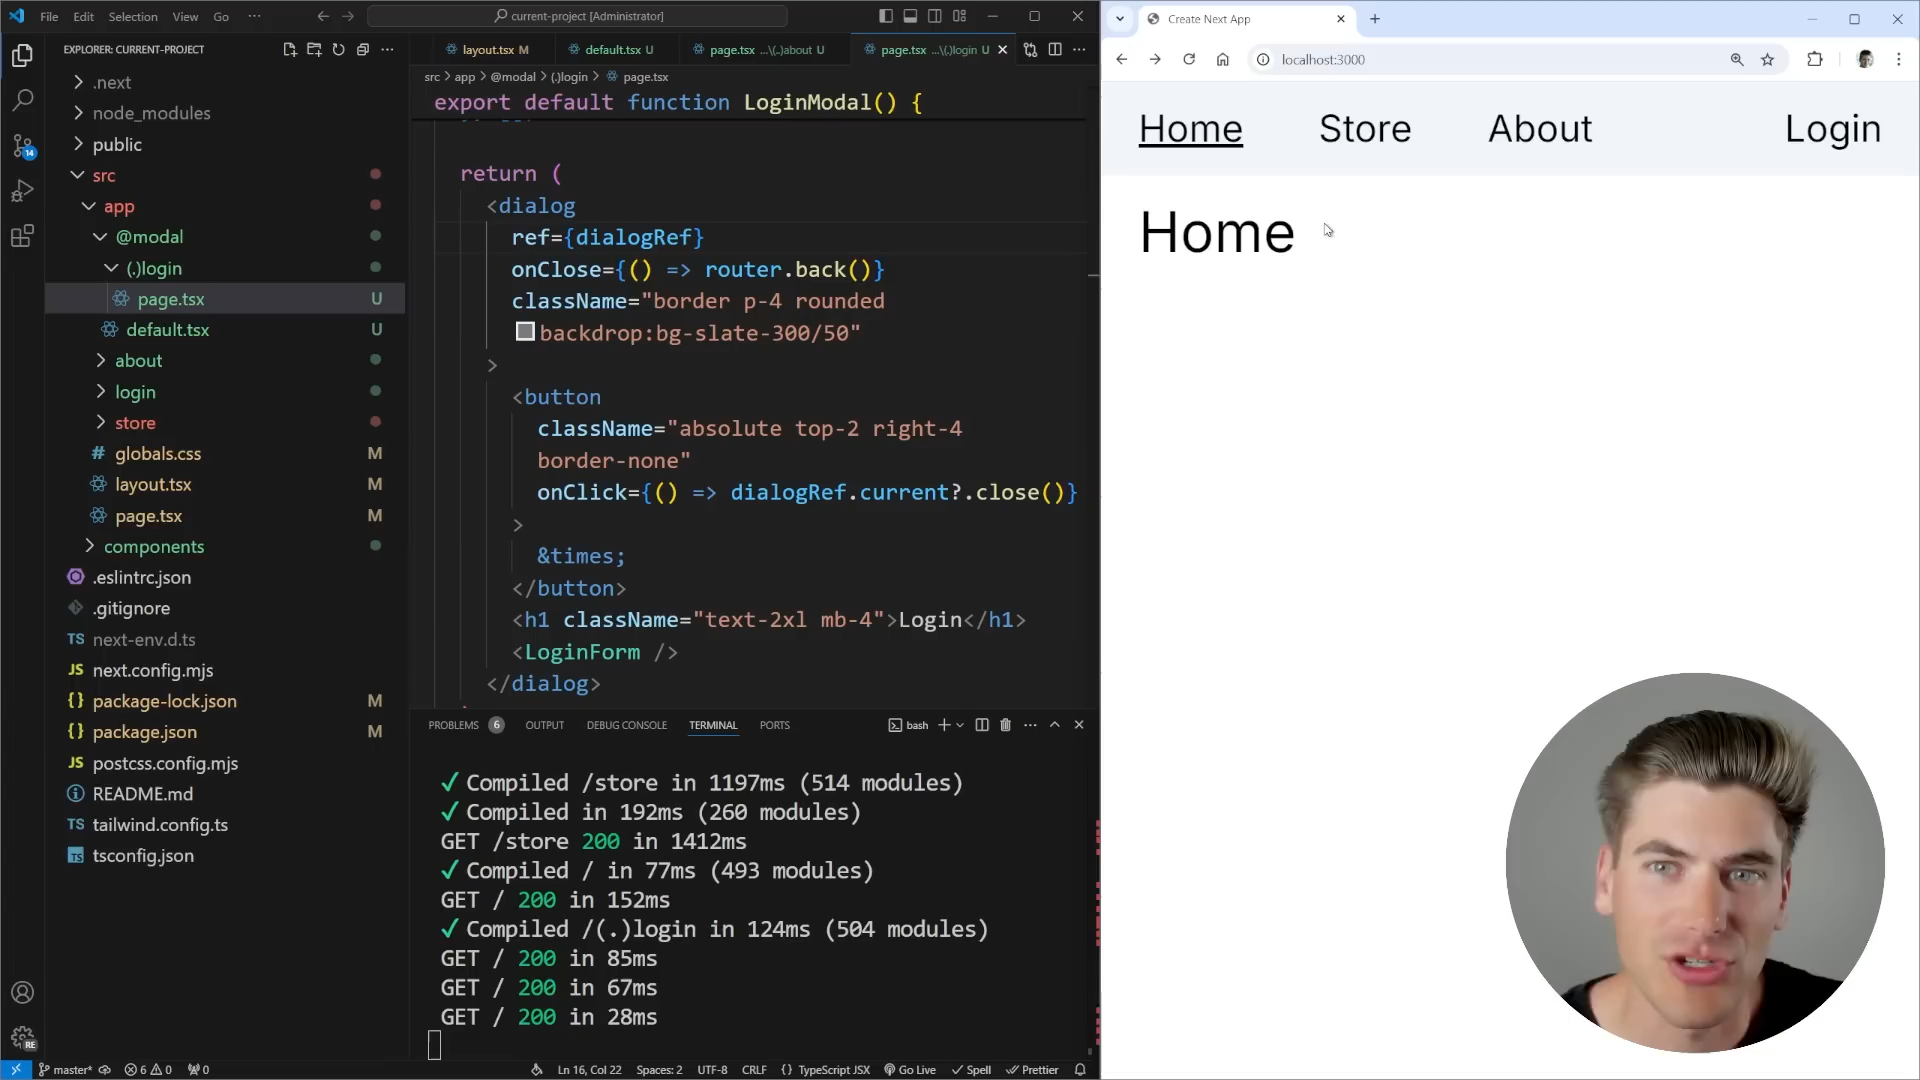 File Edit Selection View Go ··· current-project [Administrator]
EXPLORER: CURRENT-PROJECT
.next
node_modules
public
src
app
@modal
(.)login
page.tsx U
default.tsx U
about
login
store
globals.css M
layout.tsx M
page.tsx M
components
.eslintrc.json
.gitignore
next-env.d.ts
next.config.mjs
package-lock.json M
package.json M
postcss.config.mjs
README.md
tailwind.config.ts
tsconfig.json
14
RE
layout.tsx M default.tsx U page.tsx ...\(..)about U page.tsx ...\(.)login U
src > app > @modal > (.)login > page.tsx
export default function LoginModal() {
return (
<dialog
ref={dialogRef}
onClose={() => router.back()}
className="border p-4 rounded
backdrop:bg-slate-300/50"
>
<button
className="absolute top-2 right-4
border-none"
onClick={() => dialogRef.current?.close()}
>
&times;
</button>
<h1 className="text-2xl mb-4">Login</h1>
<LoginForm />
</dialog>
PROBLEMS 6 OUTPUT DEBUG CONSOLE TERMINAL PORTS bash
✓ Compiled /store in 1197ms (514 modules)
✓ Compiled in 192ms (260 modules)
GET /store 200 in 1412ms
✓ Compiled / in 77ms (493 modules)
GET / 200 in 152ms
✓ Compiled /(.)login in 124ms (504 modules)
GET / 200 in 85ms
GET / 200 in 67ms
GET / 200 in 28ms
master* 6 0 0 Ln 16, Col 22 Spaces: 2 UTF-8 CRLF {} TypeScript JSX Go Live Spell Prettier
Create Next App
localhost:3000
Home Store About Login
Home